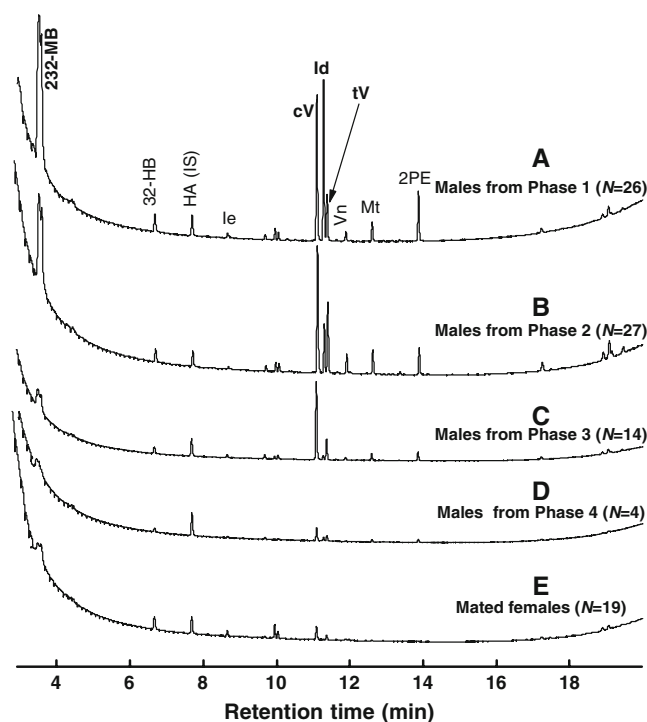 232-MB
32-HB
HA (IS)
Ie
cV
Id
tV
Vn
Mt
2PE
A
Males from Phase 1 (N=26)
B
Males from Phase 2 (N=27)
C
Males from Phase 3 (N=14)
D
Males from Phase 4 (N=4)
E
Mated females (N=19)
4 6 8 10 12 14 16 18
Retention time (min)